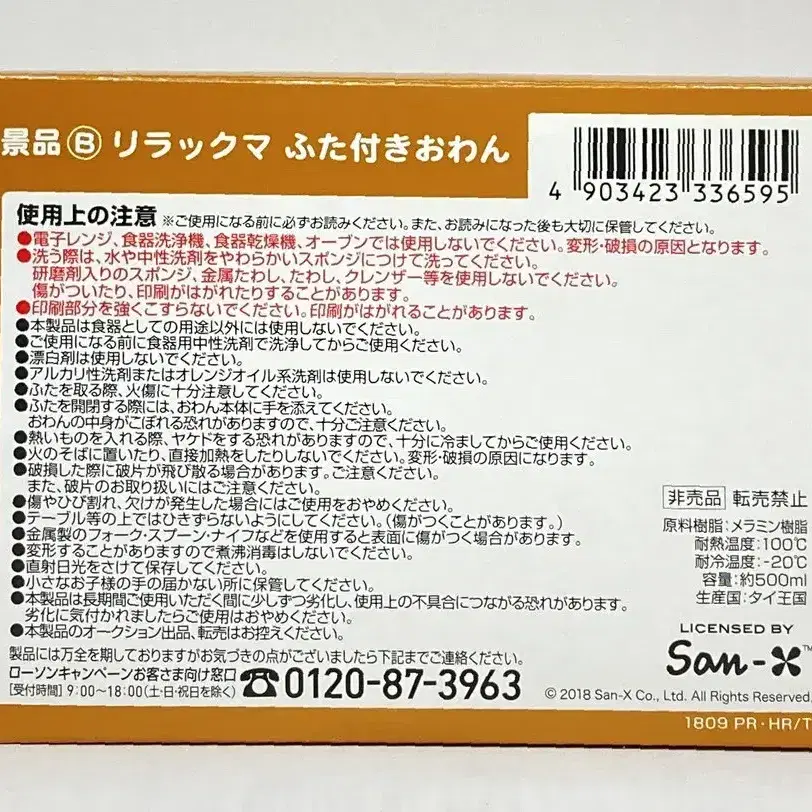 景品 B リラックマ ふた付きおわん
4 903423 336595
使用上の注意 ※ご使用になる前に必ずお読みください。また、お読みになった後も大切に保管してください。
●電子レンジ、食器洗浄機、食器乾燥機、オーブンでは使用しないでください。変形・破損の原因となります。
●洗う際は、水や中性洗剤をやわらかいスポンジにつけて洗ってください。
研磨剤入りのスポンジ、金属たわし、たわし、クレンザー等を使用しないでください。
傷がついたり、印刷がはがれたりすることがあります。
●印刷部分を強くこすらないでください。印刷がはがれることがあります。
●本製品は食器としての用途以外には使用しないでください。
●ご使用になる前に食器用中性洗剤で洗浄してからご使用ください。
●漂白剤は使用しないでください。
●アルカリ性洗剤またはオレンジオイル系洗剤は使用しないでください。
●ふたを取る際、火傷に十分注意してください。
●ふたを開閉する際には、おわん本体に手を添えてください。
おわんの中身がこぼれる恐れがありますので、十分ご注意ください。
●熱いものを入れる際、ヤケドをする恐れがありますので、十分に冷ましてからご使用ください。
●火のそばに置いたり、直接加熱をしたりしないでください。変形・破損の原因になります。
●破損した際に破片が飛び散る場合があります。ご注意ください。
また、破片のお取り扱いにはご注意ください。
●傷やひび割れ、欠けが発生した場合にはご使用をおやめください。
●テーブル等の上ではひきずらないようにしてください。(傷がつくことがあります。)
●金属製のフォーク・スプーン・ナイフなどを使用すると表面に傷がつく場合があります。
●変形することがありますので煮沸消毒はしないでください。
●直射日光をさけて保存してください。
●小さなお子様の手の届かない所に保管してください。
●本製品は長期間ご使用いただく間に少しずつ劣化し、使用上の不具合につながる恐れがあります。
劣化に気付かれましたらご使用はおやめください。
●本製品のオークション出品、転売はお控えください。
製品には万全を期しておりますがお気づきの点がございましたら下記までご連絡ください。
ローソンキャンペーンお客さま向け窓口
[受付時間] 9:00~18:00(土・日・祝日を除く)
0120-87-3963
非売品 転売禁止
原料樹脂:メラミン樹脂
耐熱温度:100℃
耐冷温度:-20℃
容量:約500ml
生産国:タイ王国
LICENSED BY
San-X™
© 2018 San-X Co., Ltd. All Rights Reserved.
1809 PR・HR/T